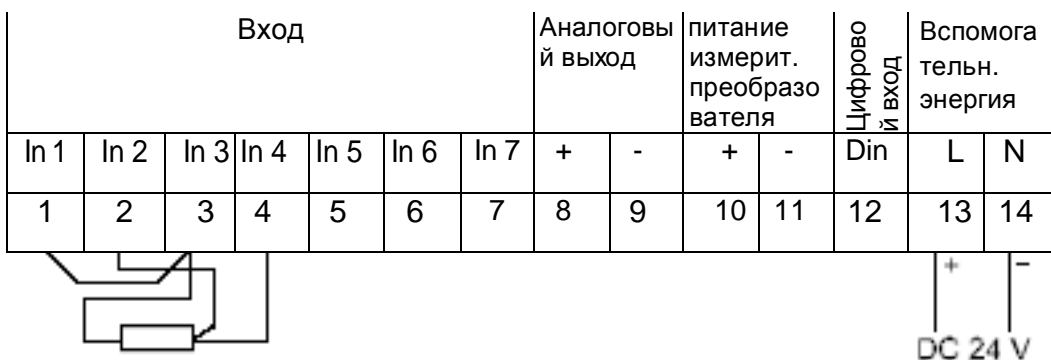 Вход
Аналоговы
й выход
питание
измерит.
преобразо
вателя
Цифрово
й вход
Вспомога
тельн.
энергия
In 1 In 2 In 3 In 4 In 5 In 6 In 7 + - + - Din L N
1 2 3 4 5 6 7 8 9 10 11 12 13 14
+ −
DC 24 V